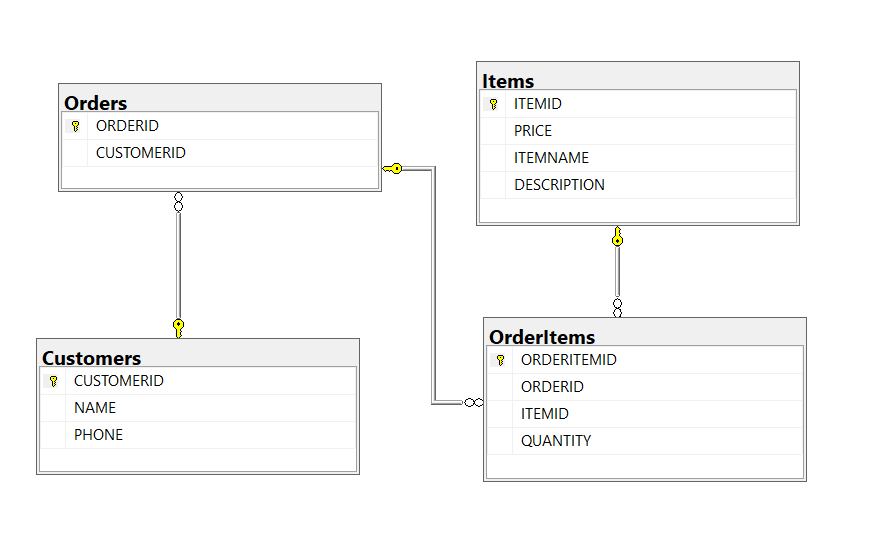 Orders
ORDERID
CUSTOMERID
Items
ITEMID
PRICE
ITEMNAME
DESCRIPTION
Customers
CUSTOMERID
NAME
PHONE
OrderItems
ORDERITEMID
ORDERID
ITEMID
QUANTITY